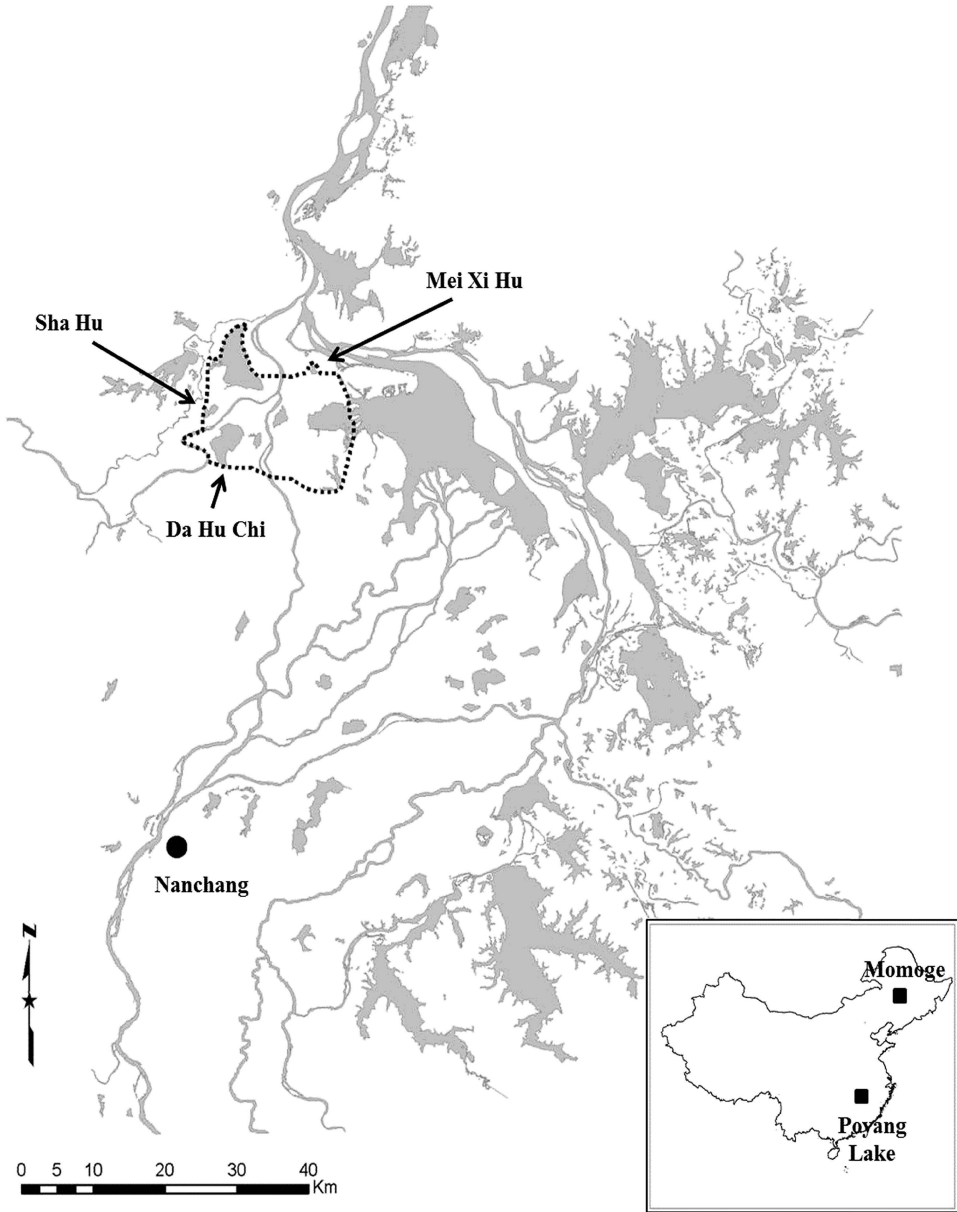 Mei Xi Hu
Sha Hu
Da Hu Chi
Nanchang
N
0 5 10 20 30 40
Km
Momoge
Poyang
Lake